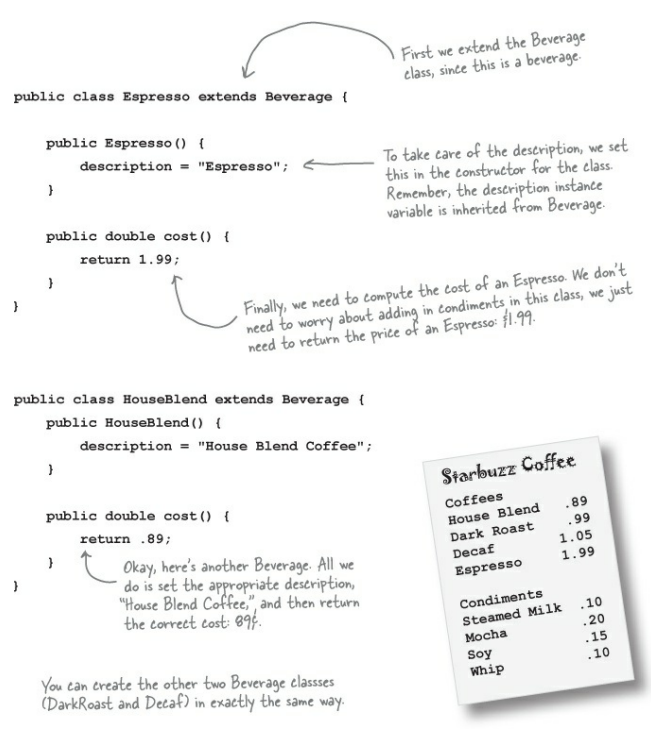 First we extend the Beverage
class, since this is a beverage.
public class Espresso extends Beverage {
public Espresso() {
description = "Espresso";
}
To take care of the description, we set
this in the constructor for the class.
Remember, the description instance
variable is inherited from Beverage.
public double cost() {
return 1.99;
}
}
Finally, we need to compute the cost of an Espresso. We don't
need to worry about adding in condiments in this class, we just
need to return the price of an Espresso: $1.99.
public class HouseBlend extends Beverage {
public HouseBlend() {
description = "House Blend Coffee";
}
public double cost() {
return .89;
}
}
Okay, here's another Beverage. All we
do is set the appropriate description,
"House Blend Coffee," and then return
the correct cost: 89¢.
You can create the other two Beverage classses
(DarkRoast and Decaf) in exactly the same way.
Starbuzz Coffee
Coffees
House Blend .89
Dark Roast .99
Decaf 1.05
Espresso 1.99
Condiments
Steamed Milk .10
Mocha .20
Soy .15
Whip .10